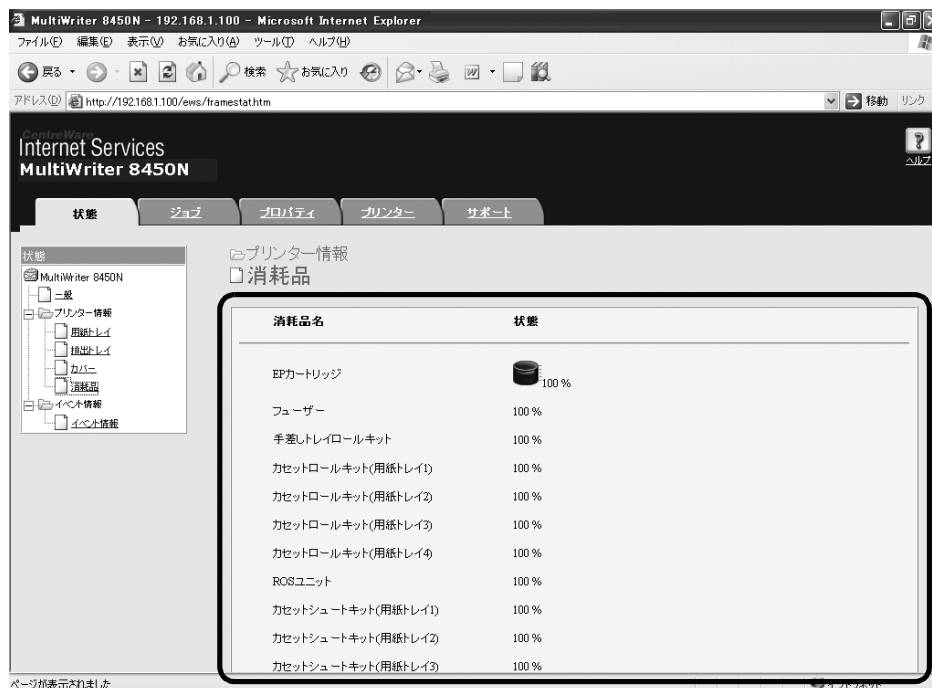 MultiWriter 8450N - 192.168.1.100 - Microsoft Internet Explorer
ファイル(F) 編集(E) 表示(V) お気に入り(A) ツール(T) ヘルプ(H)
戻る 検索 お気に入り
アドレス(D) http://192.168.1.100/ews/framestat.htm 移動 リンク
CentreWare
Internet Services
MultiWriter 8450N
ヘルプ
状態 ジョブ プロパティ プリンター サポート
状態
MultiWriter 8450N
一般
プリンター情報
用紙トレイ
排出トレイ
カバー
消耗品
イベント情報
イベント情報
プリンター情報
消耗品
消耗品名 状態
EPカートリッジ 100 %
フューザー 100 %
手差しトレイロールキット 100 %
カセットロールキット(用紙トレイ1) 100 %
カセットロールキット(用紙トレイ2) 100 %
カセットロールキット(用紙トレイ3) 100 %
カセットロールキット(用紙トレイ4) 100 %
ROSユニット 100 %
カセットシュートキット(用紙トレイ1) 100 %
カセットシュートキット(用紙トレイ2) 100 %
カセットシュートキット(用紙トレイ3) 100 %
ページが表示されました